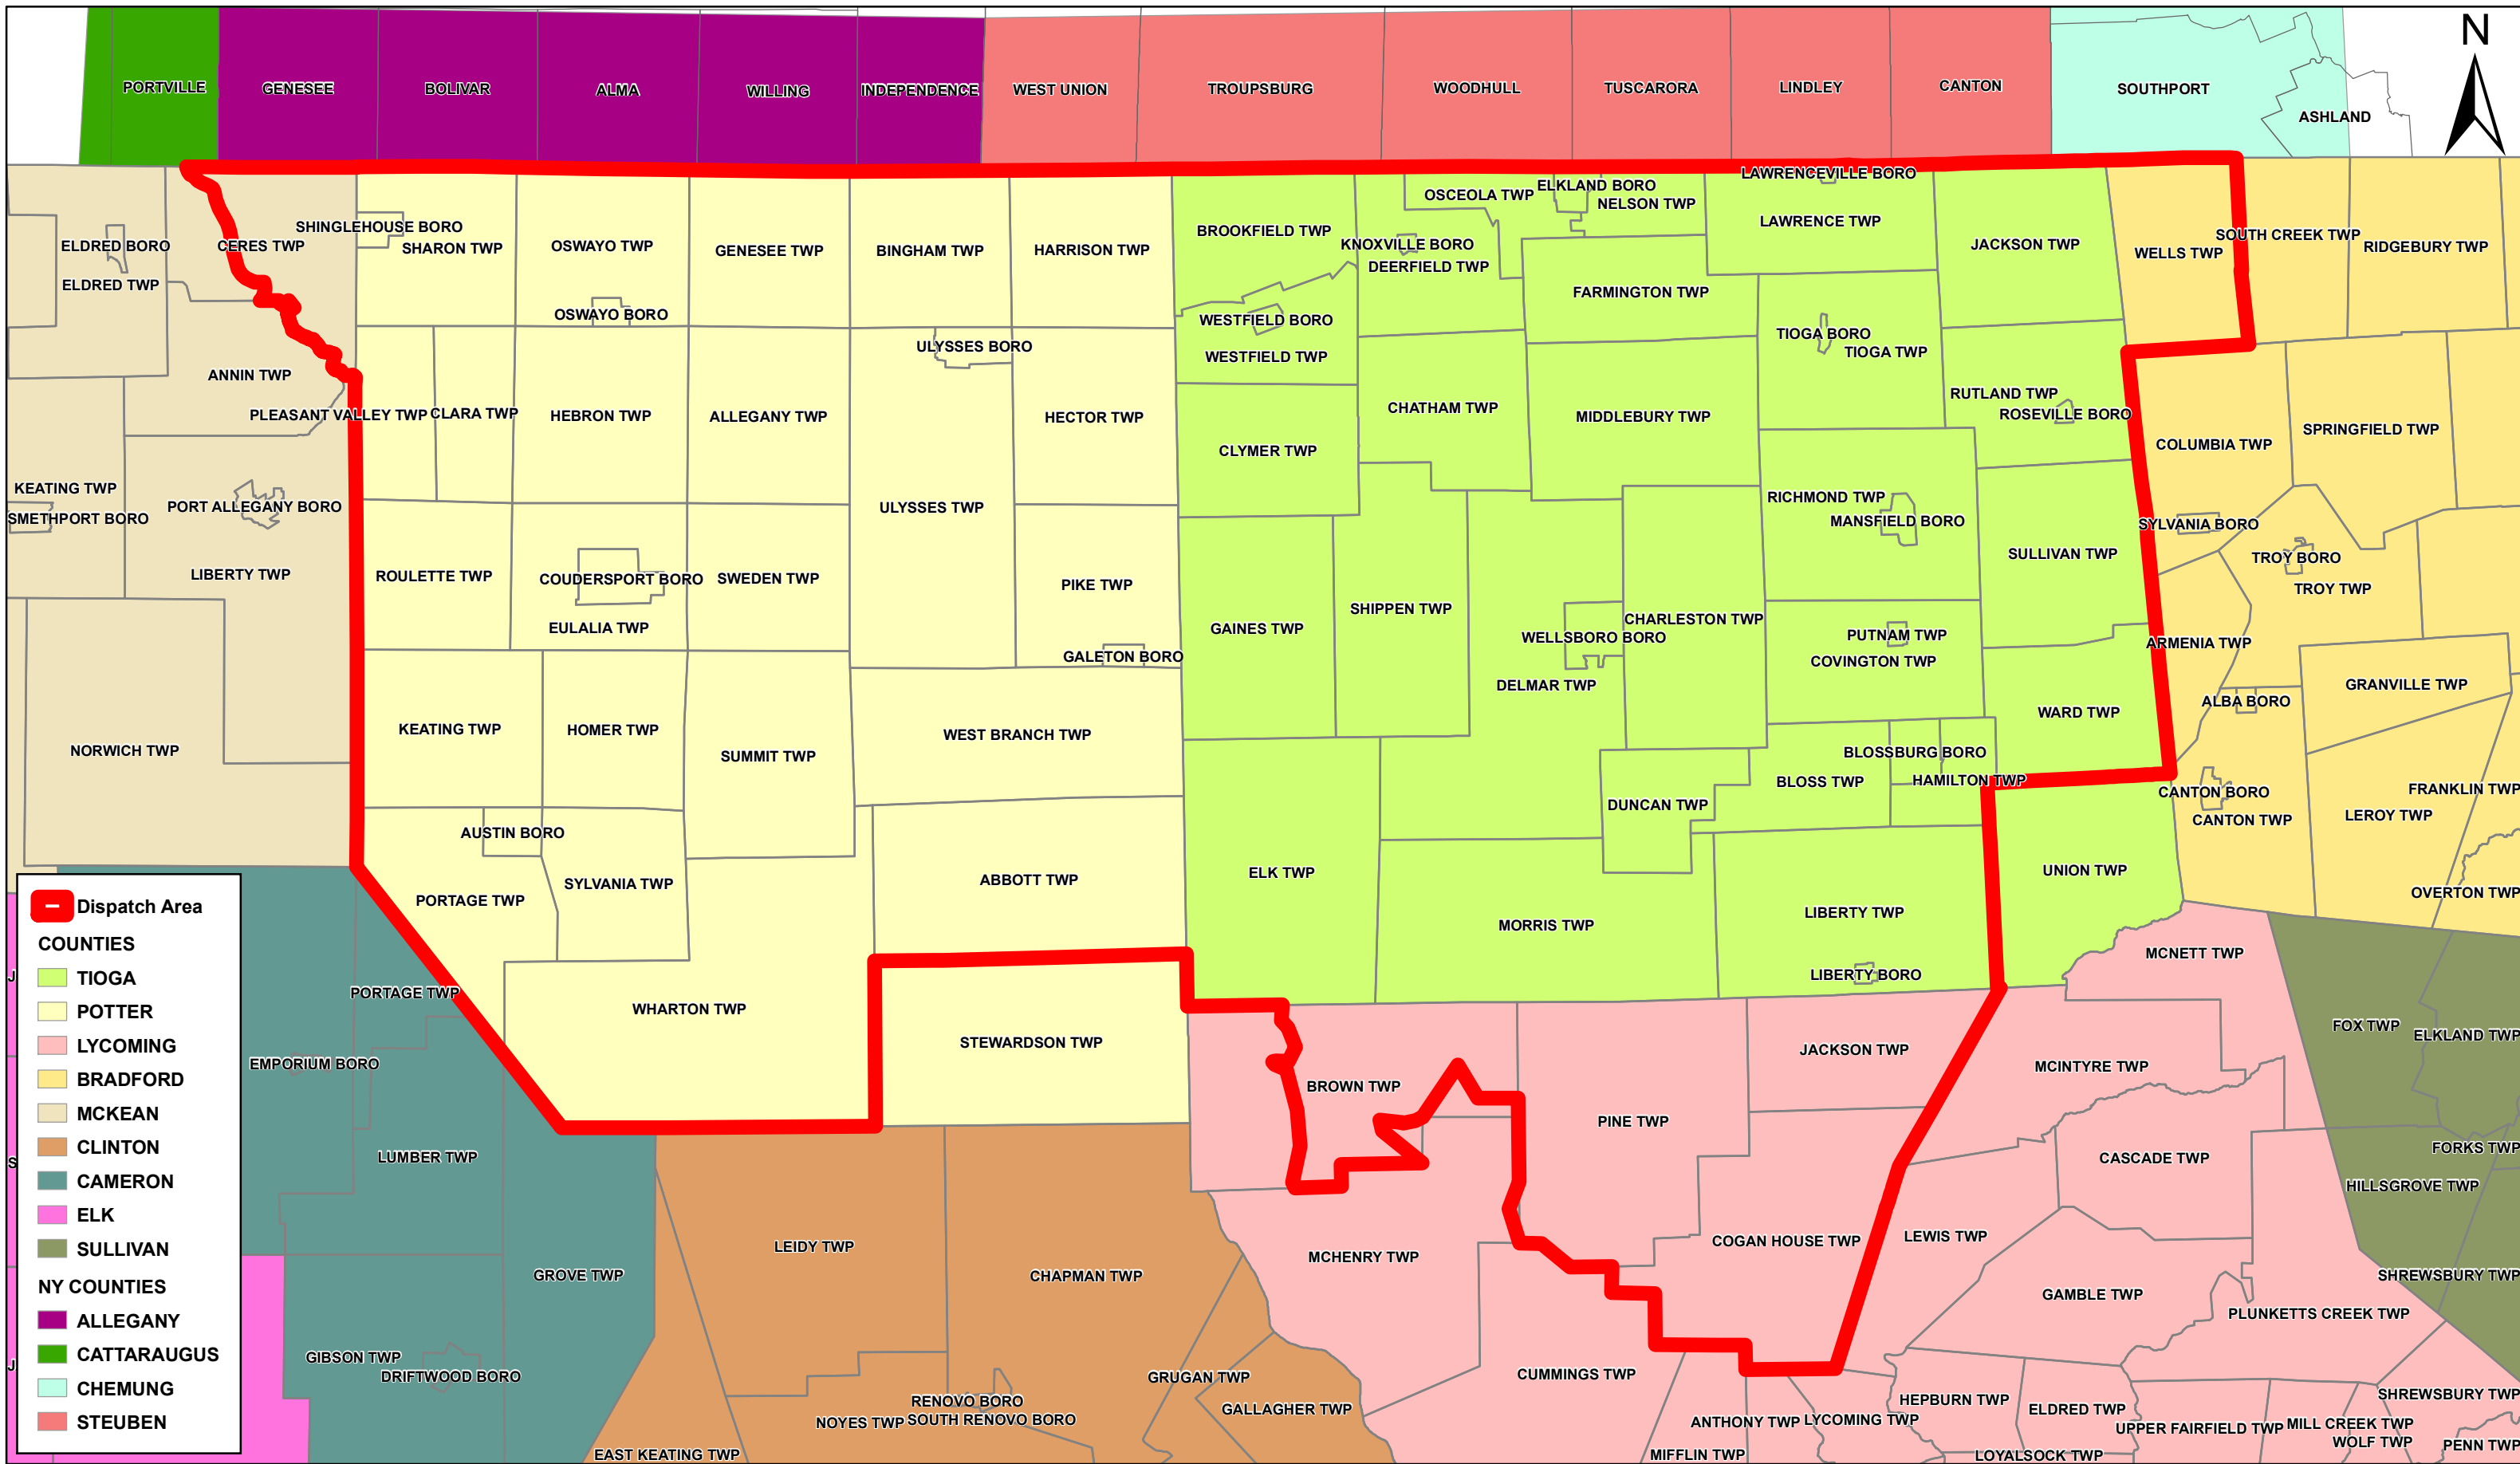 N
PORTVILLE
GENESEE
BOLIVAR
ALMA
WILLING
INDEPENDENCE
WEST UNION
TROUPSBURG
WOODHULL
TUSCARORA
LINDLEY
CANTON
SOUTHPORT
ASHLAND
LAWRENCEVILLE BORO
ELKLAND BORO
OSCEOLA TWP
NELSON TWP
LAWRENCE TWP
SHINGLEHOUSE BORO
ELDRED BORO
CERES TWP
SHARON TWP
OSWAYO TWP
GENESEE TWP
BINGHAM TWP
HARRISON TWP
BROOKFIELD TWP
KNOXVILLE BORO
DEERFIELD TWP
JACKSON TWP
WELLS TWP
SOUTH CREEK TWP
RIDGEBURY TWP
ELDRED TWP
FARMINGTON TWP
OSWAYO BORO
WESTFIELD BORO
TIOGA BORO
TIOGA TWP
ULYSSES BORO
WESTFIELD TWP
ANNIN TWP
RUTLAND TWP
ROSEVILLE BORO
PLEASANT VALLEY TWP
CLARA TWP
HEBRON TWP
ALLEGANY TWP
HECTOR TWP
CHATHAM TWP
MIDDLEBURY TWP
COLUMBIA TWP
SPRINGFIELD TWP
CLYMER TWP
KEATING TWP
SMETHPORT BORO
PORT ALLEGANY BORO
ULYSSES TWP
RICHMOND TWP
MANSFIELD BORO
SYLVANIA BORO
TROY BORO
TROY TWP
SULLIVAN TWP
LIBERTY TWP
ROULETTE TWP
COUDERSPORT BORO
SWEDEN TWP
PIKE TWP
EULALIA TWP
GAINES TWP
SHIPPEN TWP
CHARLESTON TWP
WELLSBORO BORO
PUTNAM TWP
COVINGTON TWP
ARMENIA TWP
GALETON BORO
DELMAR TWP
GRANVILLE TWP
ALBA BORO
WARD TWP
NORWICH TWP
KEATING TWP
HOMER TWP
SUMMIT TWP
WEST BRANCH TWP
BLOSSBURG BORO
BLOSS TWP
HAMILTON TWP
CANTON BORO
CANTON TWP
FRANKLIN TWP
LEROY TWP
DUNCAN TWP
AUSTIN BORO
SYLVANIA TWP
PORTAGE TWP
ABBOTT TWP
ELK TWP
UNION TWP
OVERTON TWP
MORRIS TWP
LIBERTY TWP
LIBERTY BORO
MCNETT TWP
PORTAGE TWP
WHARTON TWP
STEWARDSON TWP
FOX TWP
ELKLAND TWP
EMPORIUM BORO
BROWN TWP
JACKSON TWP
MCINTYRE TWP
PINE TWP
LUMBER TWP
CASCADE TWP
FORKS TWP
HILLSGROVE TWP
LEIDY TWP
MCHENRY TWP
COGAN HOUSE TWP
LEWIS TWP
GROVE TWP
CHAPMAN TWP
SHREWSBURY TWP
GAMBLE TWP
PLUNKETTS CREEK TWP
GIBSON TWP
DRIFTWOOD BORO
GRUGAN TWP
CUMMINGS TWP
RENOVO BORO
NOYES TWP
SOUTH RENOVO BORO
GALLAGHER TWP
HEPBURN TWP
ELDRED TWP
SHREWSBURY TWP
ANTHONY TWP
LYCOMING TWP
UPPER FAIRFIELD TWP
MILL CREEK TWP
WOLF TWP
PENN TWP
EAST KEATING TWP
MIFFLIN TWP
LOYALSOCK TWP
J
S
J
Dispatch Area
COUNTIES
TIOGA
POTTER
LYCOMING
BRADFORD
MCKEAN
CLINTON
CAMERON
ELK
SULLIVAN
NY COUNTIES
ALLEGANY
CATTARAUGUS
CHEMUNG
STEUBEN